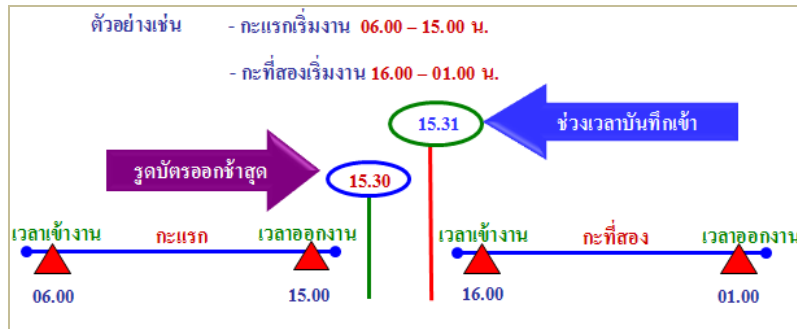 ตัวอย่างเช่น - กะแรกเริ่มงาน 06.00 – 15.00 น.
- กะที่สองเริ่มงาน 16.00 – 01.00 น.
15.31 ช่วงเวลาบันทึกเข้า
รูดบัตรออกช้าสุด 15.30
เวลาเข้างาน กะแรก เวลาออกงาน เวลาเข้างาน กะที่สอง เวลาออกงาน
06.00 15.00 16.00 01.00